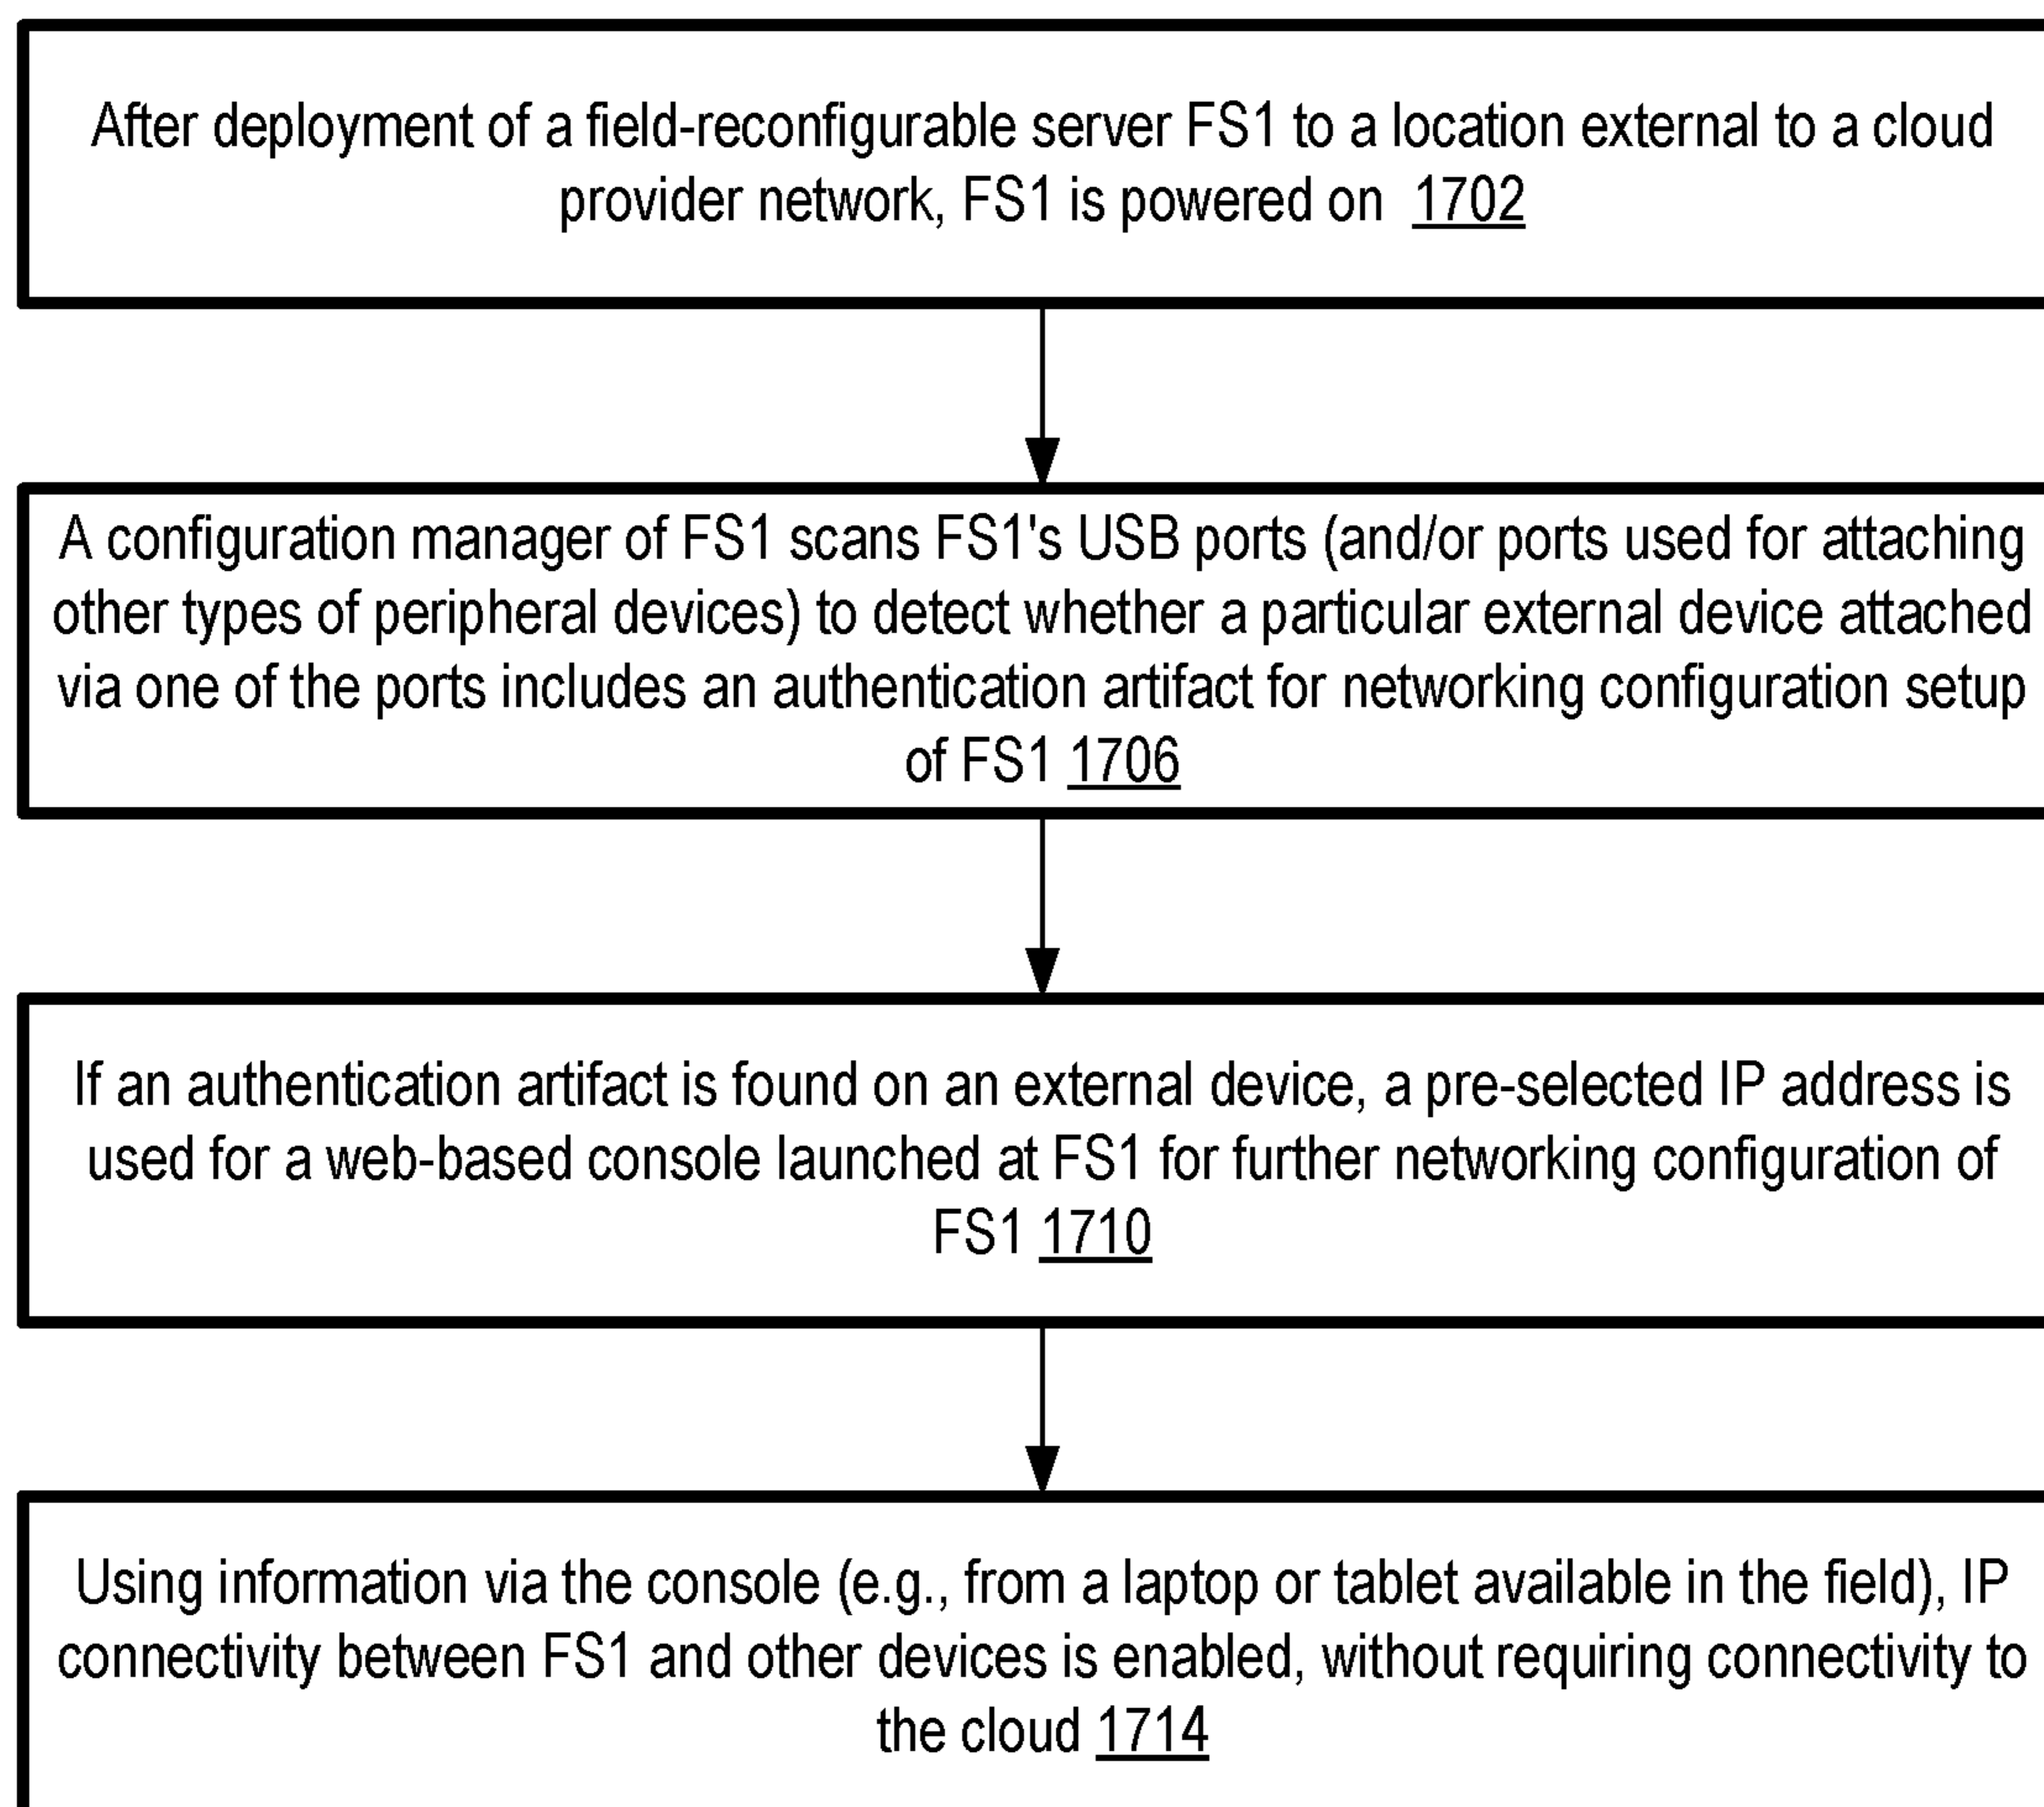 After deployment of a field-reconfigurable server FS1 to a location external to a cloud
provider network, FS1 is powered on 1702
A configuration manager of FS1 scans FS1's USB ports (and/or ports used for attaching
other types of peripheral devices) to detect whether a particular external device attached
via one of the ports includes an authentication artifact for networking configuration setup
of FS1 1706
If an authentication artifact is found on an external device, a pre-selected IP address is
used for a web-based console launched at FS1 for further networking configuration of
FS1 1710
Using information via the console (e.g., from a laptop or tablet available in the field), IP
connectivity between FS1 and other devices is enabled, without requiring connectivity to
the cloud 1714